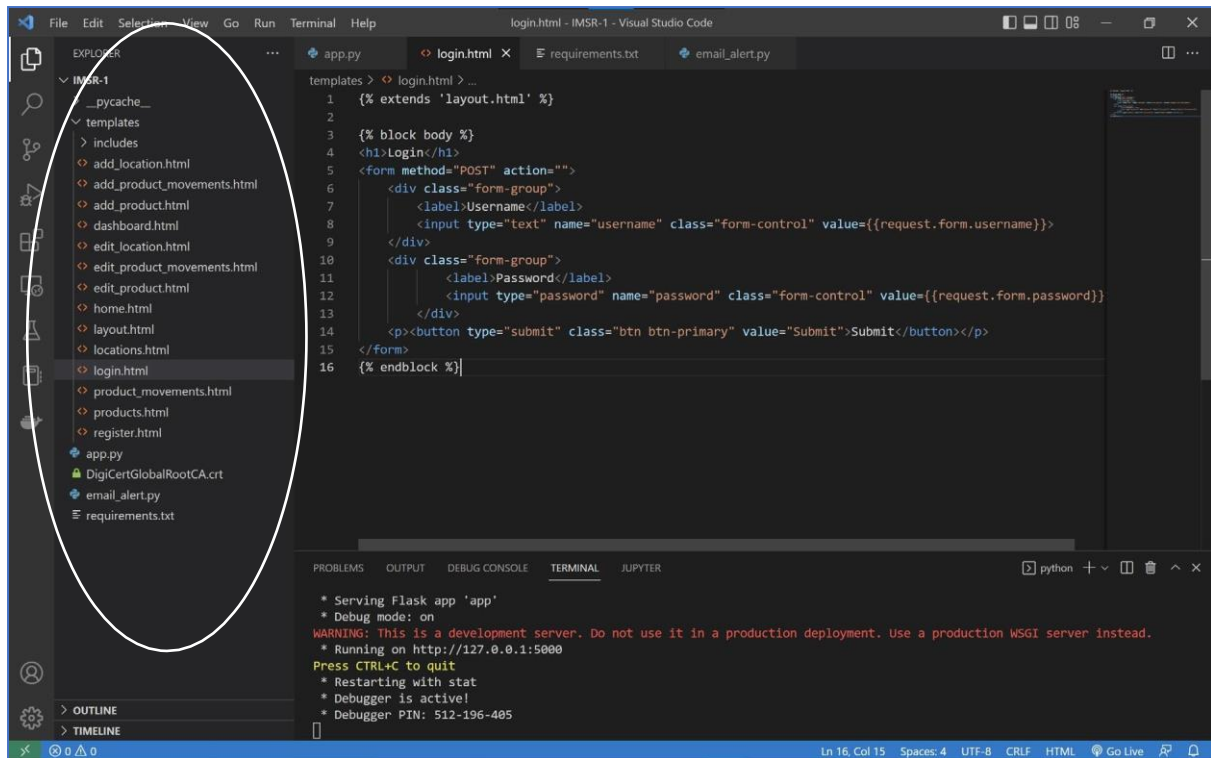 File Edit Selection View Go Run Terminal Help login.html - IMSR-1 - Visual Studio Code
EXPLORER
IMSR-1
__pycache__
templates
includes
add_location.html
add_product_movements.html
add_product.html
dashboard.html
edit_location.html
edit_product_movements.html
edit_product.html
home.html
layout.html
locations.html
login.html
product_movements.html
products.html
register.html
app.py
DigiCertGlobalRootCA.crt
email_alert.py
requirements.txt
OUTLINE
TIMELINE
app.py login.html requirements.txt email_alert.py
templates > login.html > ...
1 {% extends 'layout.html' %}
2
3 {% block body %}
4 <h1>Login</h1>
5 <form method="POST" action="">
6 <div class="form-group">
7 <label>Username</label>
8 <input type="text" name="username" class="form-control" value={{request.form.username}}>
9 </div>
10 <div class="form-group">
11 <label>Password</label>
12 <input type="password" name="password" class="form-control" value={{request.form.password}}
13 </div>
14 <p><button type="submit" class="btn btn-primary" value="Submit">Submit</button></p>
15 </form>
16 {% endblock %}
PROBLEMS OUTPUT DEBUG CONSOLE TERMINAL JUPYTER python
* Serving Flask app 'app'
* Debug mode: on
WARNING: This is a development server. Do not use it in a production deployment. Use a production WSGI server instead.
* Running on http://127.0.0.1:5000
Press CTRL+C to quit
* Restarting with stat
* Debugger is active!
* Debugger PIN: 512-196-405
0 0 Ln 16, Col 15 Spaces: 4 UTF-8 CRLF HTML Go Live